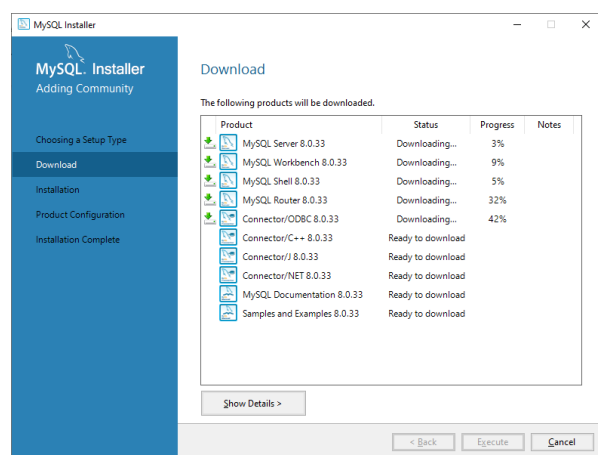 MySQL Installer
MySQL. Installer
Adding Community
Choosing a Setup Type
Download
Installation
Product Configuration
Installation Complete
Download
The following products will be downloaded.
Product Status Progress Notes
MySQL Server 8.0.33 Downloading... 3%
MySQL Workbench 8.0.33 Downloading... 9%
MySQL Shell 8.0.33 Downloading... 5%
MySQL Router 8.0.33 Downloading... 32%
Connector/ODBC 8.0.33 Downloading... 42%
Connector/C++ 8.0.33 Ready to download
Connector/J 8.0.33 Ready to download
Connector/NET 8.0.33 Ready to download
MySQL Documentation 8.0.33 Ready to download
Samples and Examples 8.0.33 Ready to download
Show Details >
< Back Execute Cancel